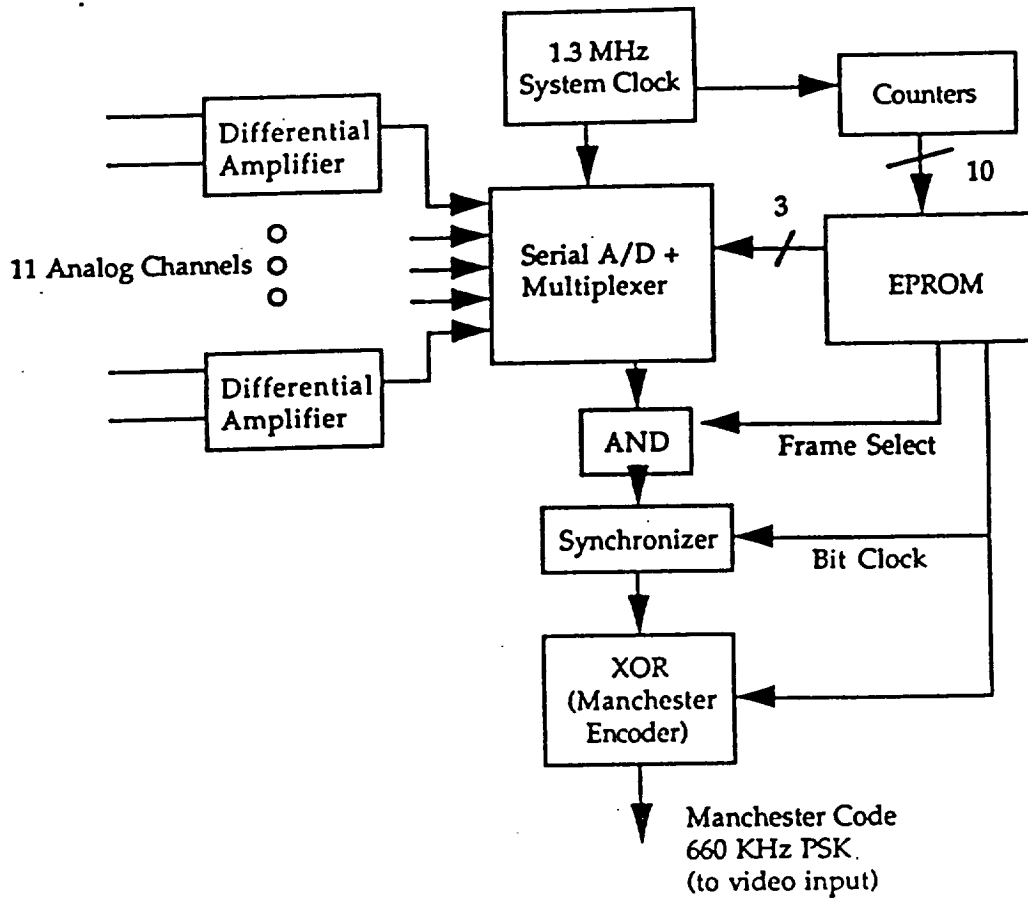 1.3 MHz
System Clock
Counters
10
Differential
Amplifier
3
11 Analog Channels
Serial A/D +
Multiplexer
EPROM
Differential
Amplifier
AND
Frame Select
Synchronizer
Bit Clock
XOR
(Manchester
Encoder)
Manchester Code
660 KHz PSK
(to video input)